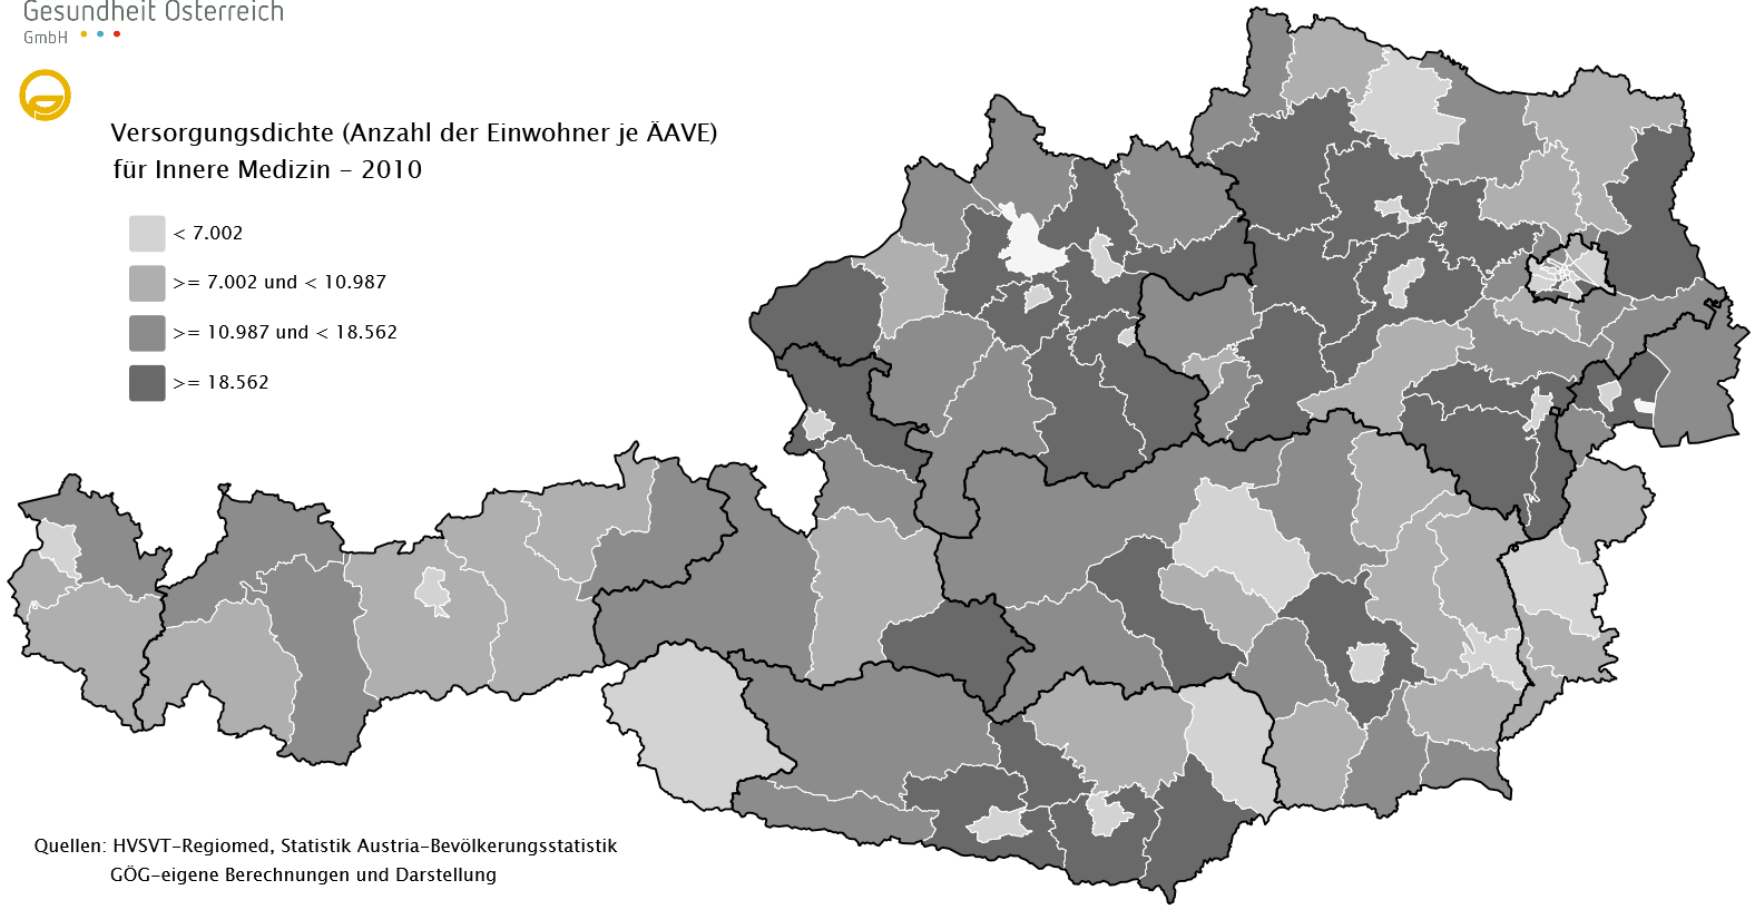 Gesundheit Österreich
GmbH
Versorgungsdichte (Anzahl der Einwohner je ÄAVE)
für Innere Medizin – 2010
< 7.002
>= 7.002 und < 10.987
>= 10.987 und < 18.562
>= 18.562
Quellen: HVSVT–Regiomed, Statistik Austria–Bevölkerungsstatistik
GÖG–eigene Berechnungen und Darstellung